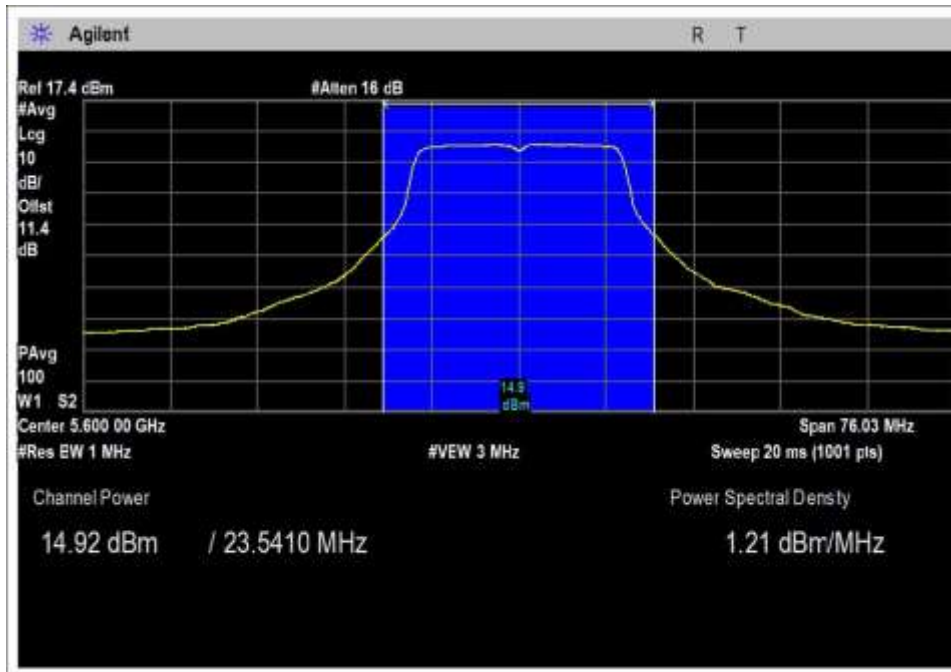 Agilent R T
Ref 17.4 dBm #Atten 16 dB
#Avg
Log
10
dB/
Offst
11.4
dB
PAvg
100
W1 S2
14.9
dBm
Center 5.600 00 GHz Span 76.03 MHz
#Res BW 1 MHz #VBW 3 MHz Sweep 20 ms (1001 pts)
Channel Power Power Spectral Density
14.92 dBm / 23.5410 MHz 1.21 dBm/MHz